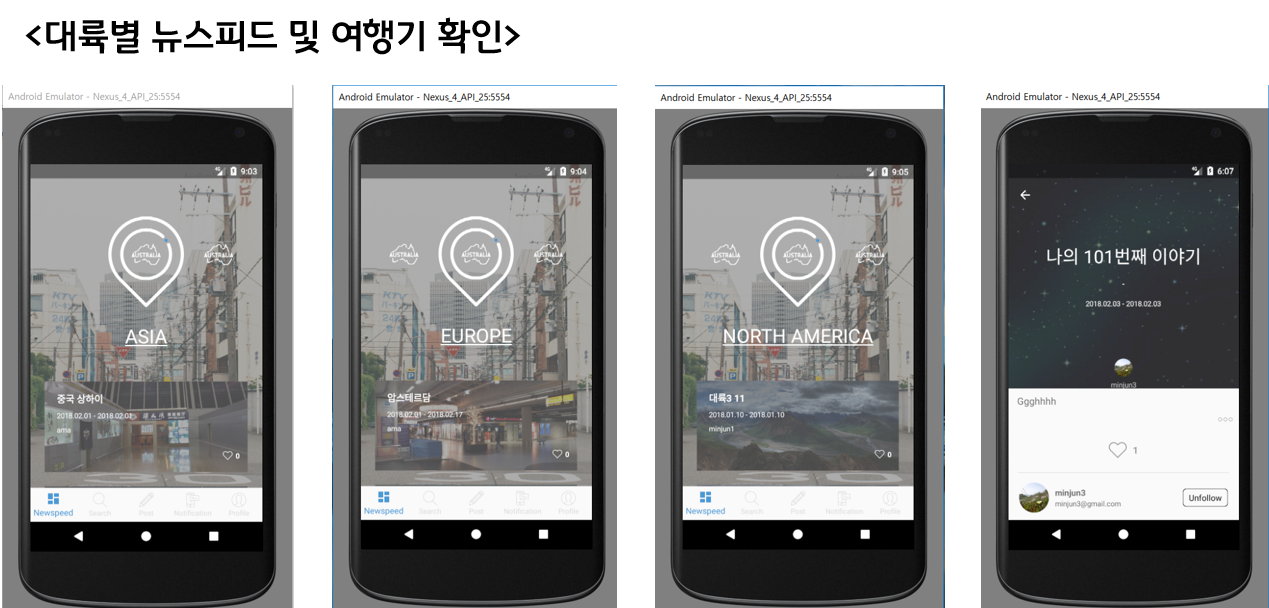 <대륙별 뉴스피드 및 여행기 확인>
Android Emulator - Nexus_4_API_25:5554
9:03
AUSTRALIA
AUSTRALIA
ASIA
중국 상하이
2018.02.01 - 2018.02.03
ama
0
Newspeed
Search
Post
Notification
Profile
Android Emulator - Nexus_4_API_25:5554
9:04
AUSTRALIA
AUSTRALIA
AUSTRALIA
EUROPE
암스테르담
2018.02.01 - 2018.02.17
ama
0
Newspeed
Search
Post
Notification
Profile
Android Emulator - Nexus_4_API_25:5554
9:05
AUSTRALIA
AUSTRALIA
AUSTRALIA
NORTH AMERICA
대륙3 11
2018.01.10 - 2018.01.10
minjun1
0
Newspeed
Search
Post
Notification
Profile
Android Emulator - Nexus_4_API_25:5554
6:07
나의 101번째 이야기
-
2018.02.03 - 2018.02.03
minjun3
Ggghhhh
1
minjun3
minjun3@gmail.com
Unfollow